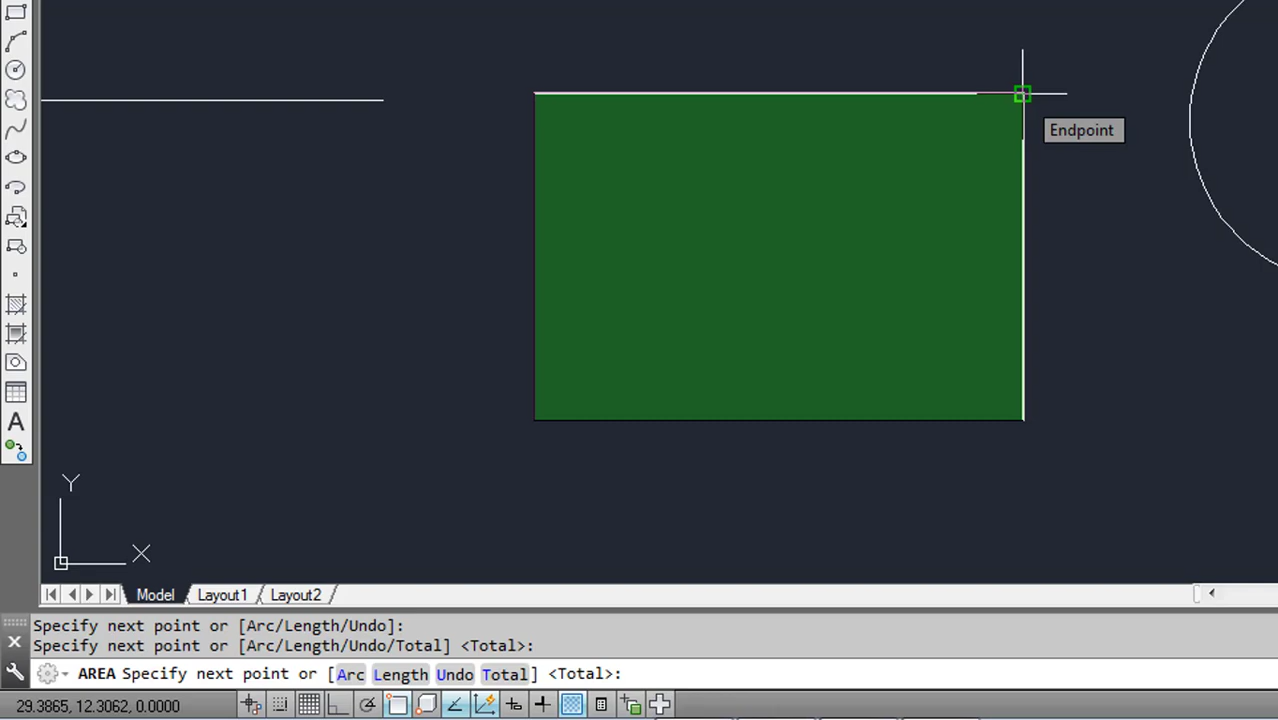 Endpoint
Y
X
Model Layout1 Layout2
Specify next point or [Arc/Length/Undo]:
Specify next point or [Arc/Length/Undo/Total] <Total>:
AREA Specify next point or [Arc Length Undo Total] <Total>:
29.3865, 12.3062, 0.0000